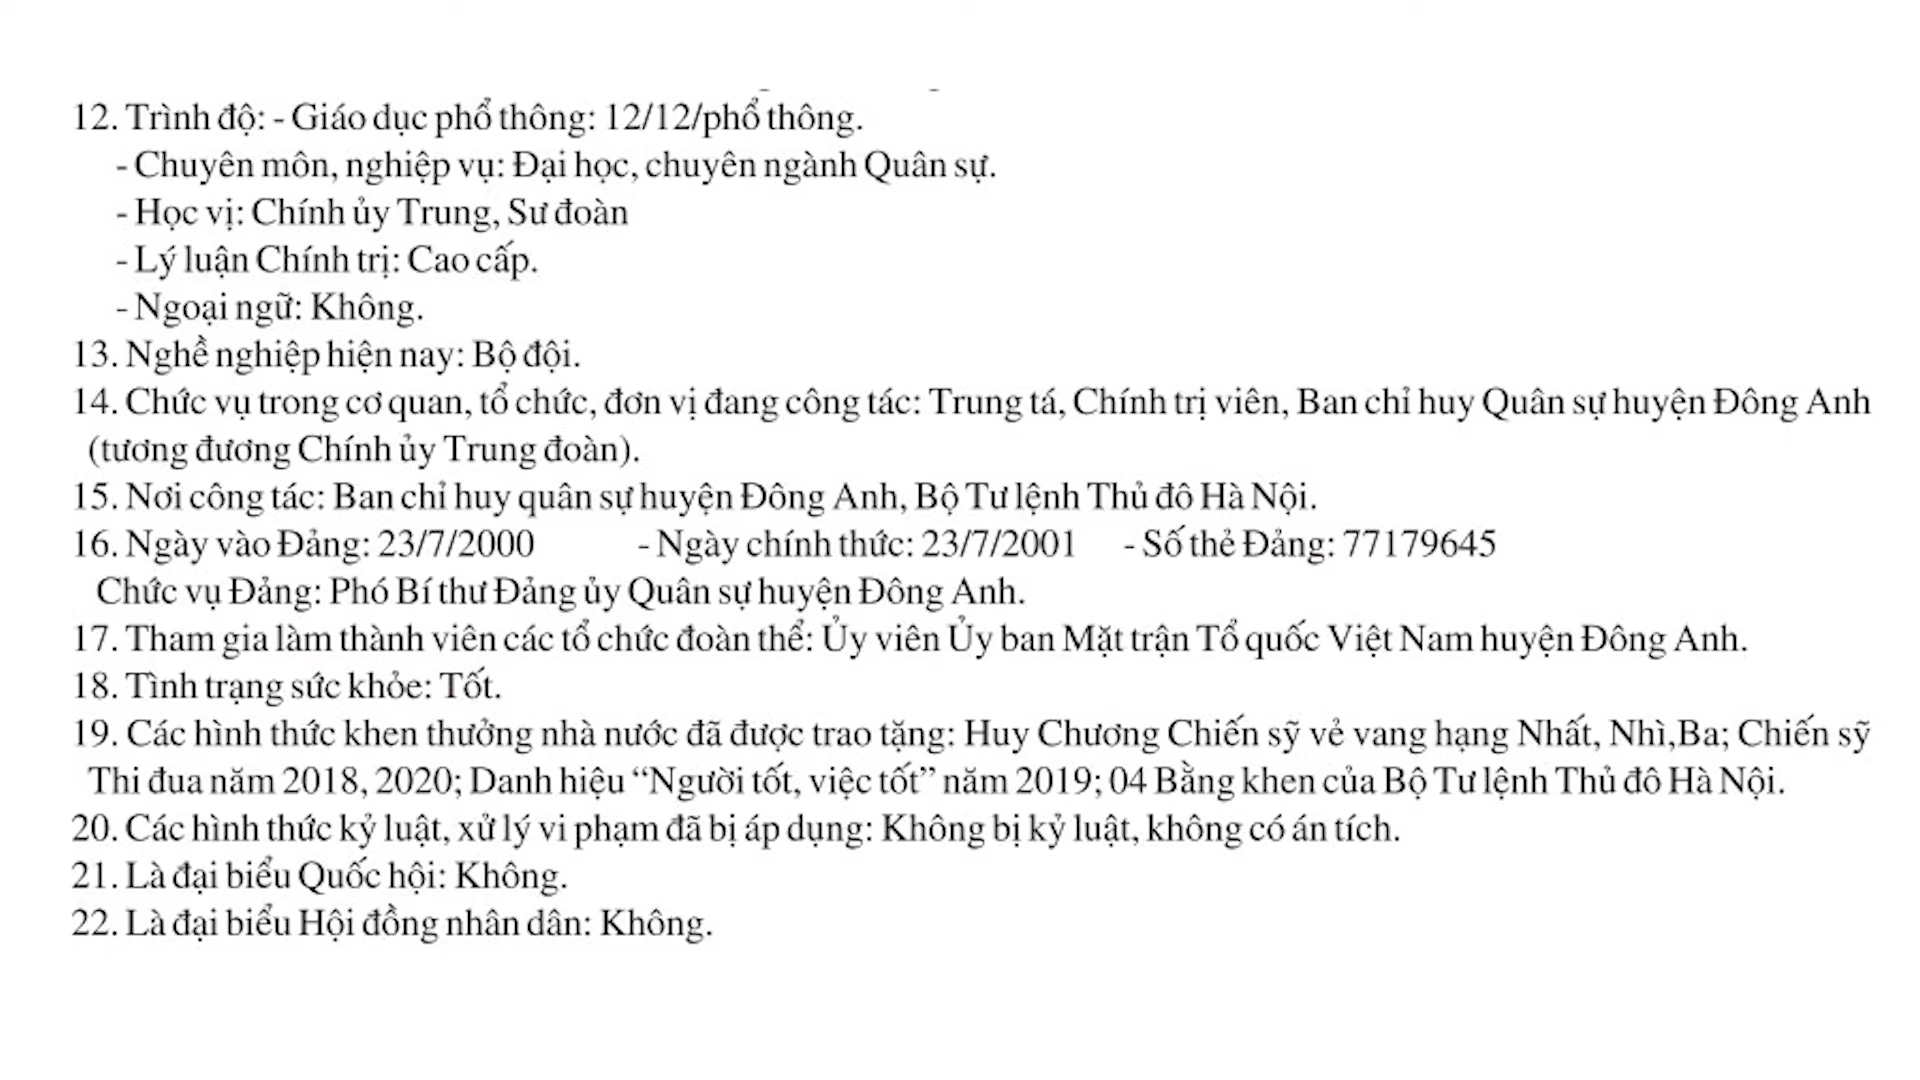 12. Trình độ: - Giáo dục phổ thông: 12/12/phổ thông.
- Chuyên môn, nghiệp vụ: Đại học, chuyên ngành Quân sự.
- Học vị: Chính ủy Trung, Sư đoàn
- Lý luận Chính trị: Cao cấp.
- Ngoại ngữ: Không.
13. Nghề nghiệp hiện nay: Bộ đội.
14. Chức vụ trong cơ quan, tổ chức, đơn vị đang công tác: Trung tá, Chính trị viên, Ban chỉ huy Quân sự huyện Đông Anh
(tương đương Chính ủy Trung đoàn).
15. Nơi công tác: Ban chỉ huy quân sự huyện Đông Anh, Bộ Tư lệnh Thủ đô Hà Nội.
16. Ngày vào Đảng: 23/7/2000 - Ngày chính thức: 23/7/2001 - Số thẻ Đảng: 77179645
Chức vụ Đảng: Phó Bí thư Đảng ủy Quân sự huyện Đông Anh.
17. Tham gia làm thành viên các tổ chức đoàn thể: Ủy viên Ủy ban Mặt trận Tổ quốc Việt Nam huyện Đông Anh.
18. Tình trạng sức khỏe: Tốt.
19. Các hình thức khen thưởng nhà nước đã được trao tặng: Huy Chương Chiến sỹ vẻ vang hạng Nhất, Nhì,Ba; Chiến sỹ
Thi đua năm 2018, 2020; Danh hiệu “Người tốt, việc tốt” năm 2019; 04 Bằng khen của Bộ Tư lệnh Thủ đô Hà Nội.
20. Các hình thức kỷ luật, xử lý vi phạm đã bị áp dụng: Không bị kỷ luật, không có án tích.
21. Là đại biểu Quốc hội: Không.
22. Là đại biểu Hội đồng nhân dân: Không.